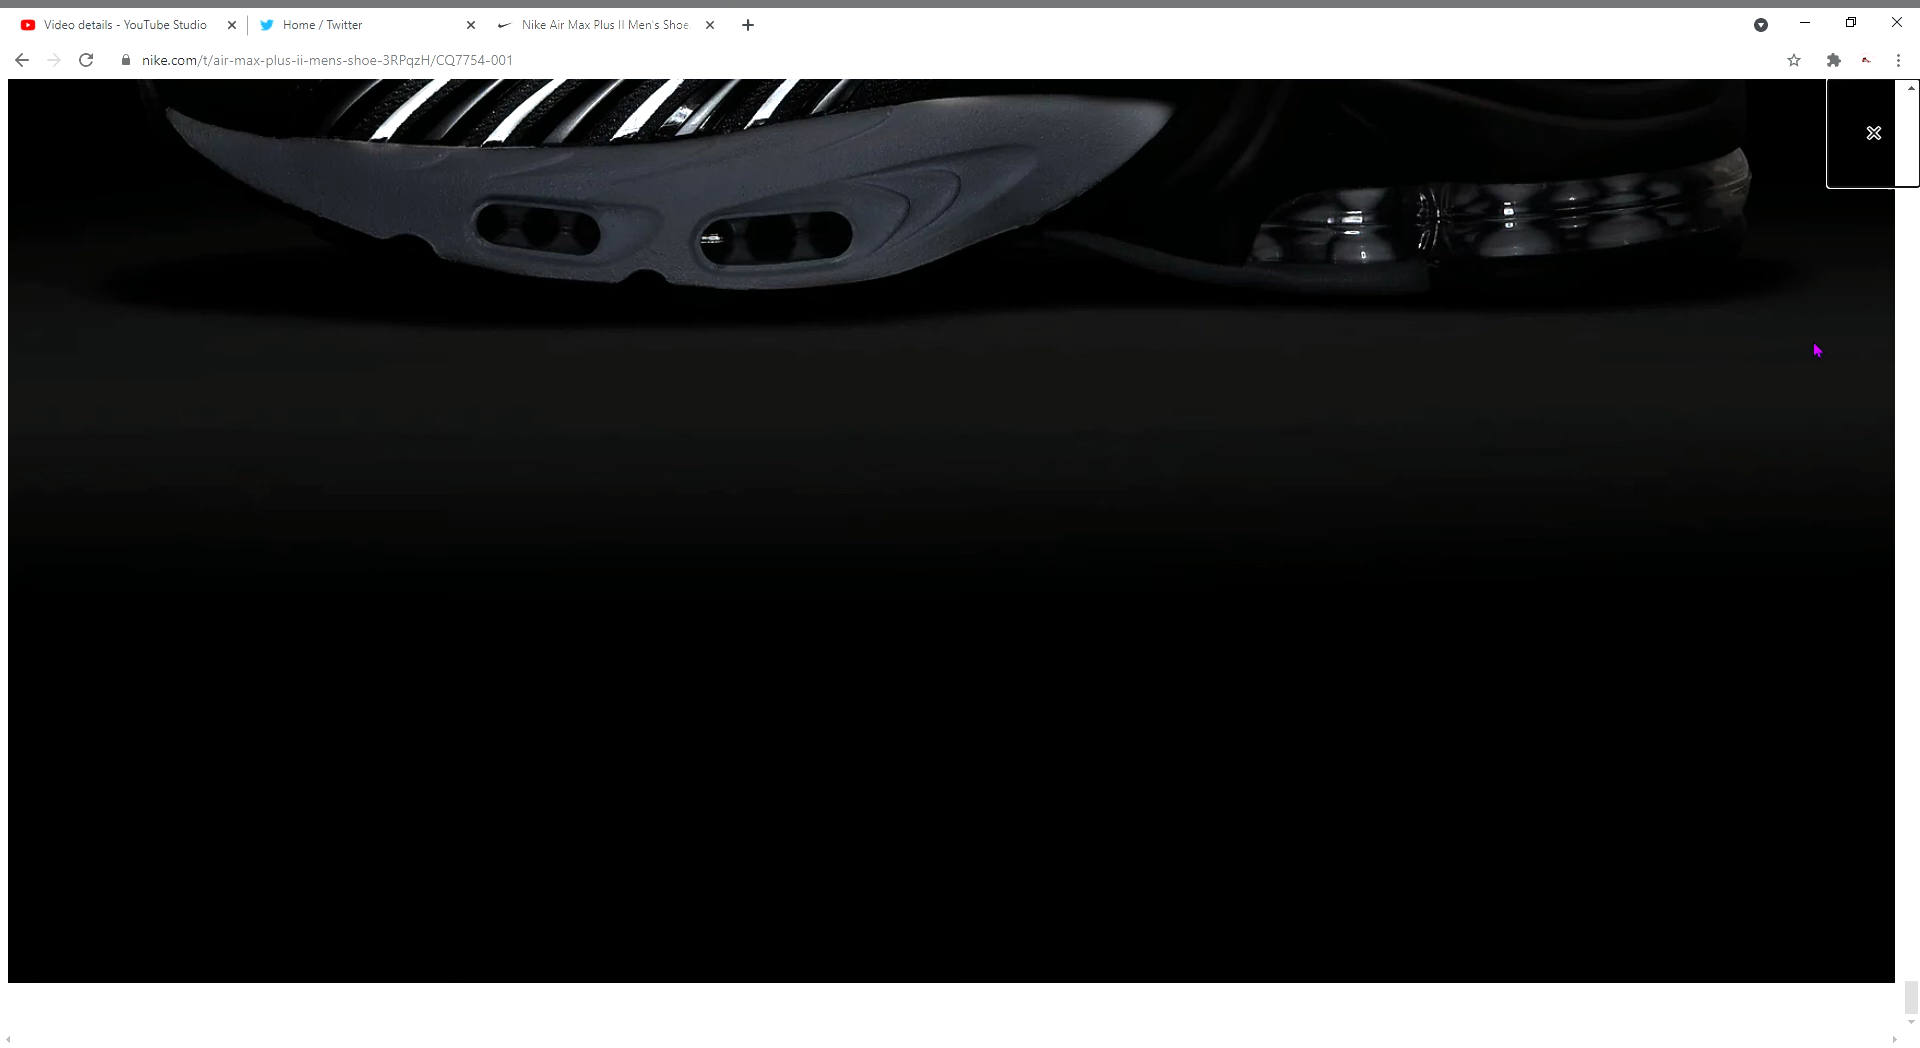 Video details - YouTube Studio
Home / Twitter
Nike Air Max Plus II Men's Shoe
nike.com/t/air-max-plus-ii-mens-shoe-3RPqzH/CQ7754-001